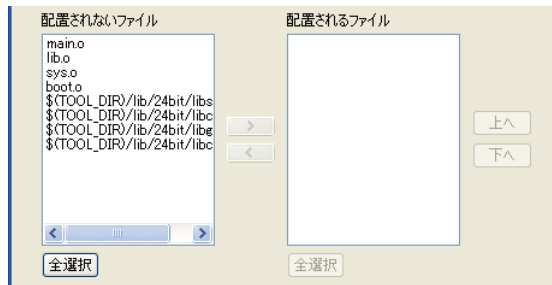 配置されないファイル
配置されるファイル
main.o
lib.o
sys.o
boot.o
$(TOOL_DIR)/lib/24bit/libs
$(TOOL_DIR)/lib/24bit/libc
$(TOOL_DIR)/lib/24bit/libg
$(TOOL_DIR)/lib/24bit/libc
>
<
上へ
下へ
全選択
全選択